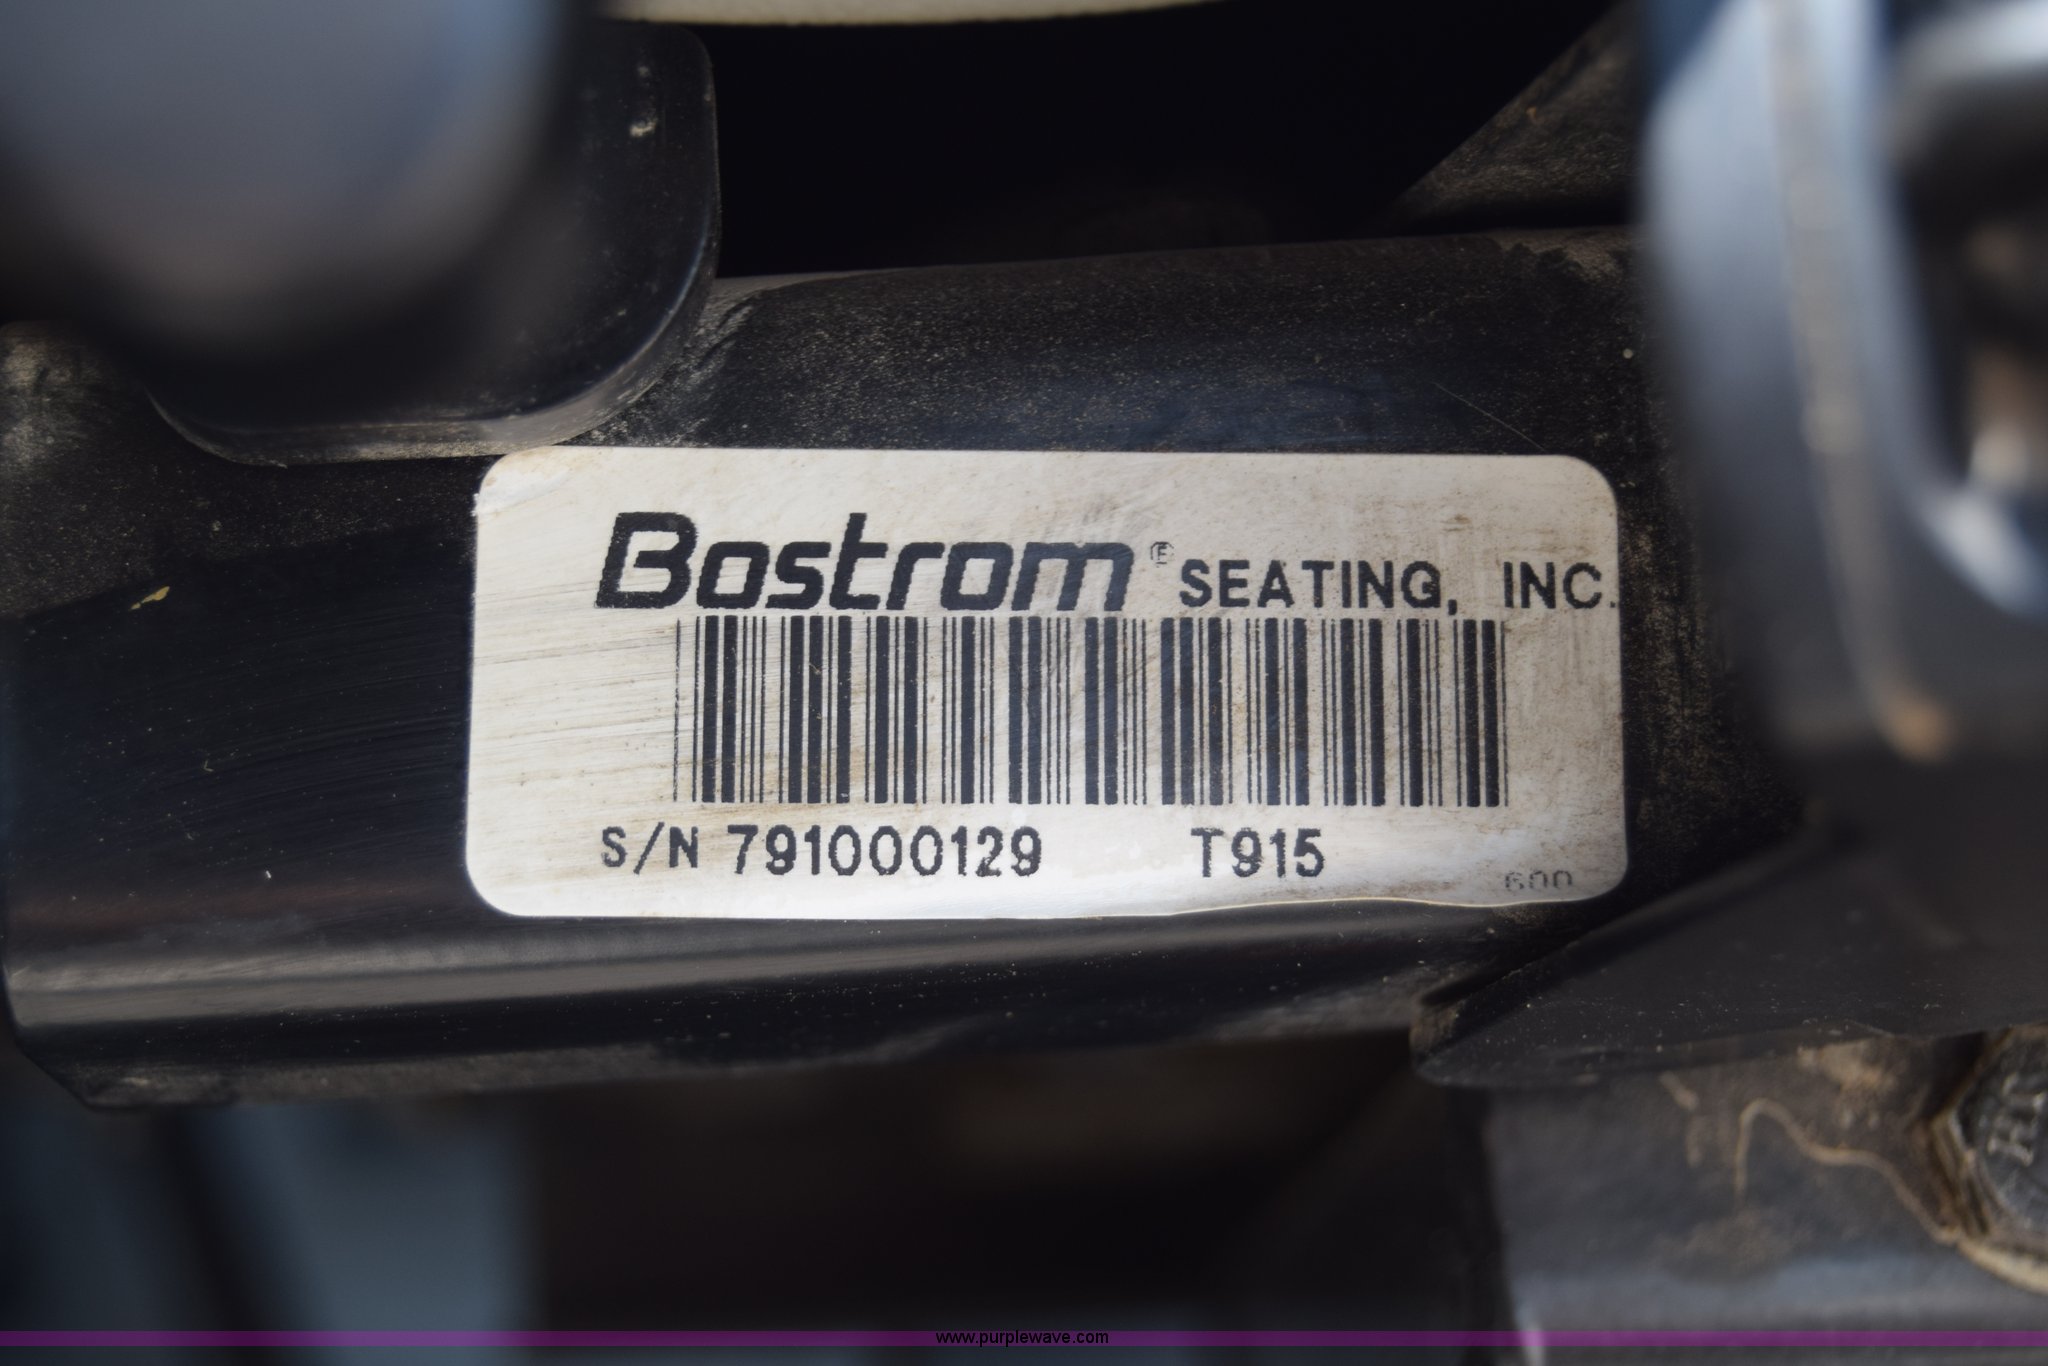 Bostrom® SEATING, INC.
S/N 791000129 T915
600
www.purplewave.com